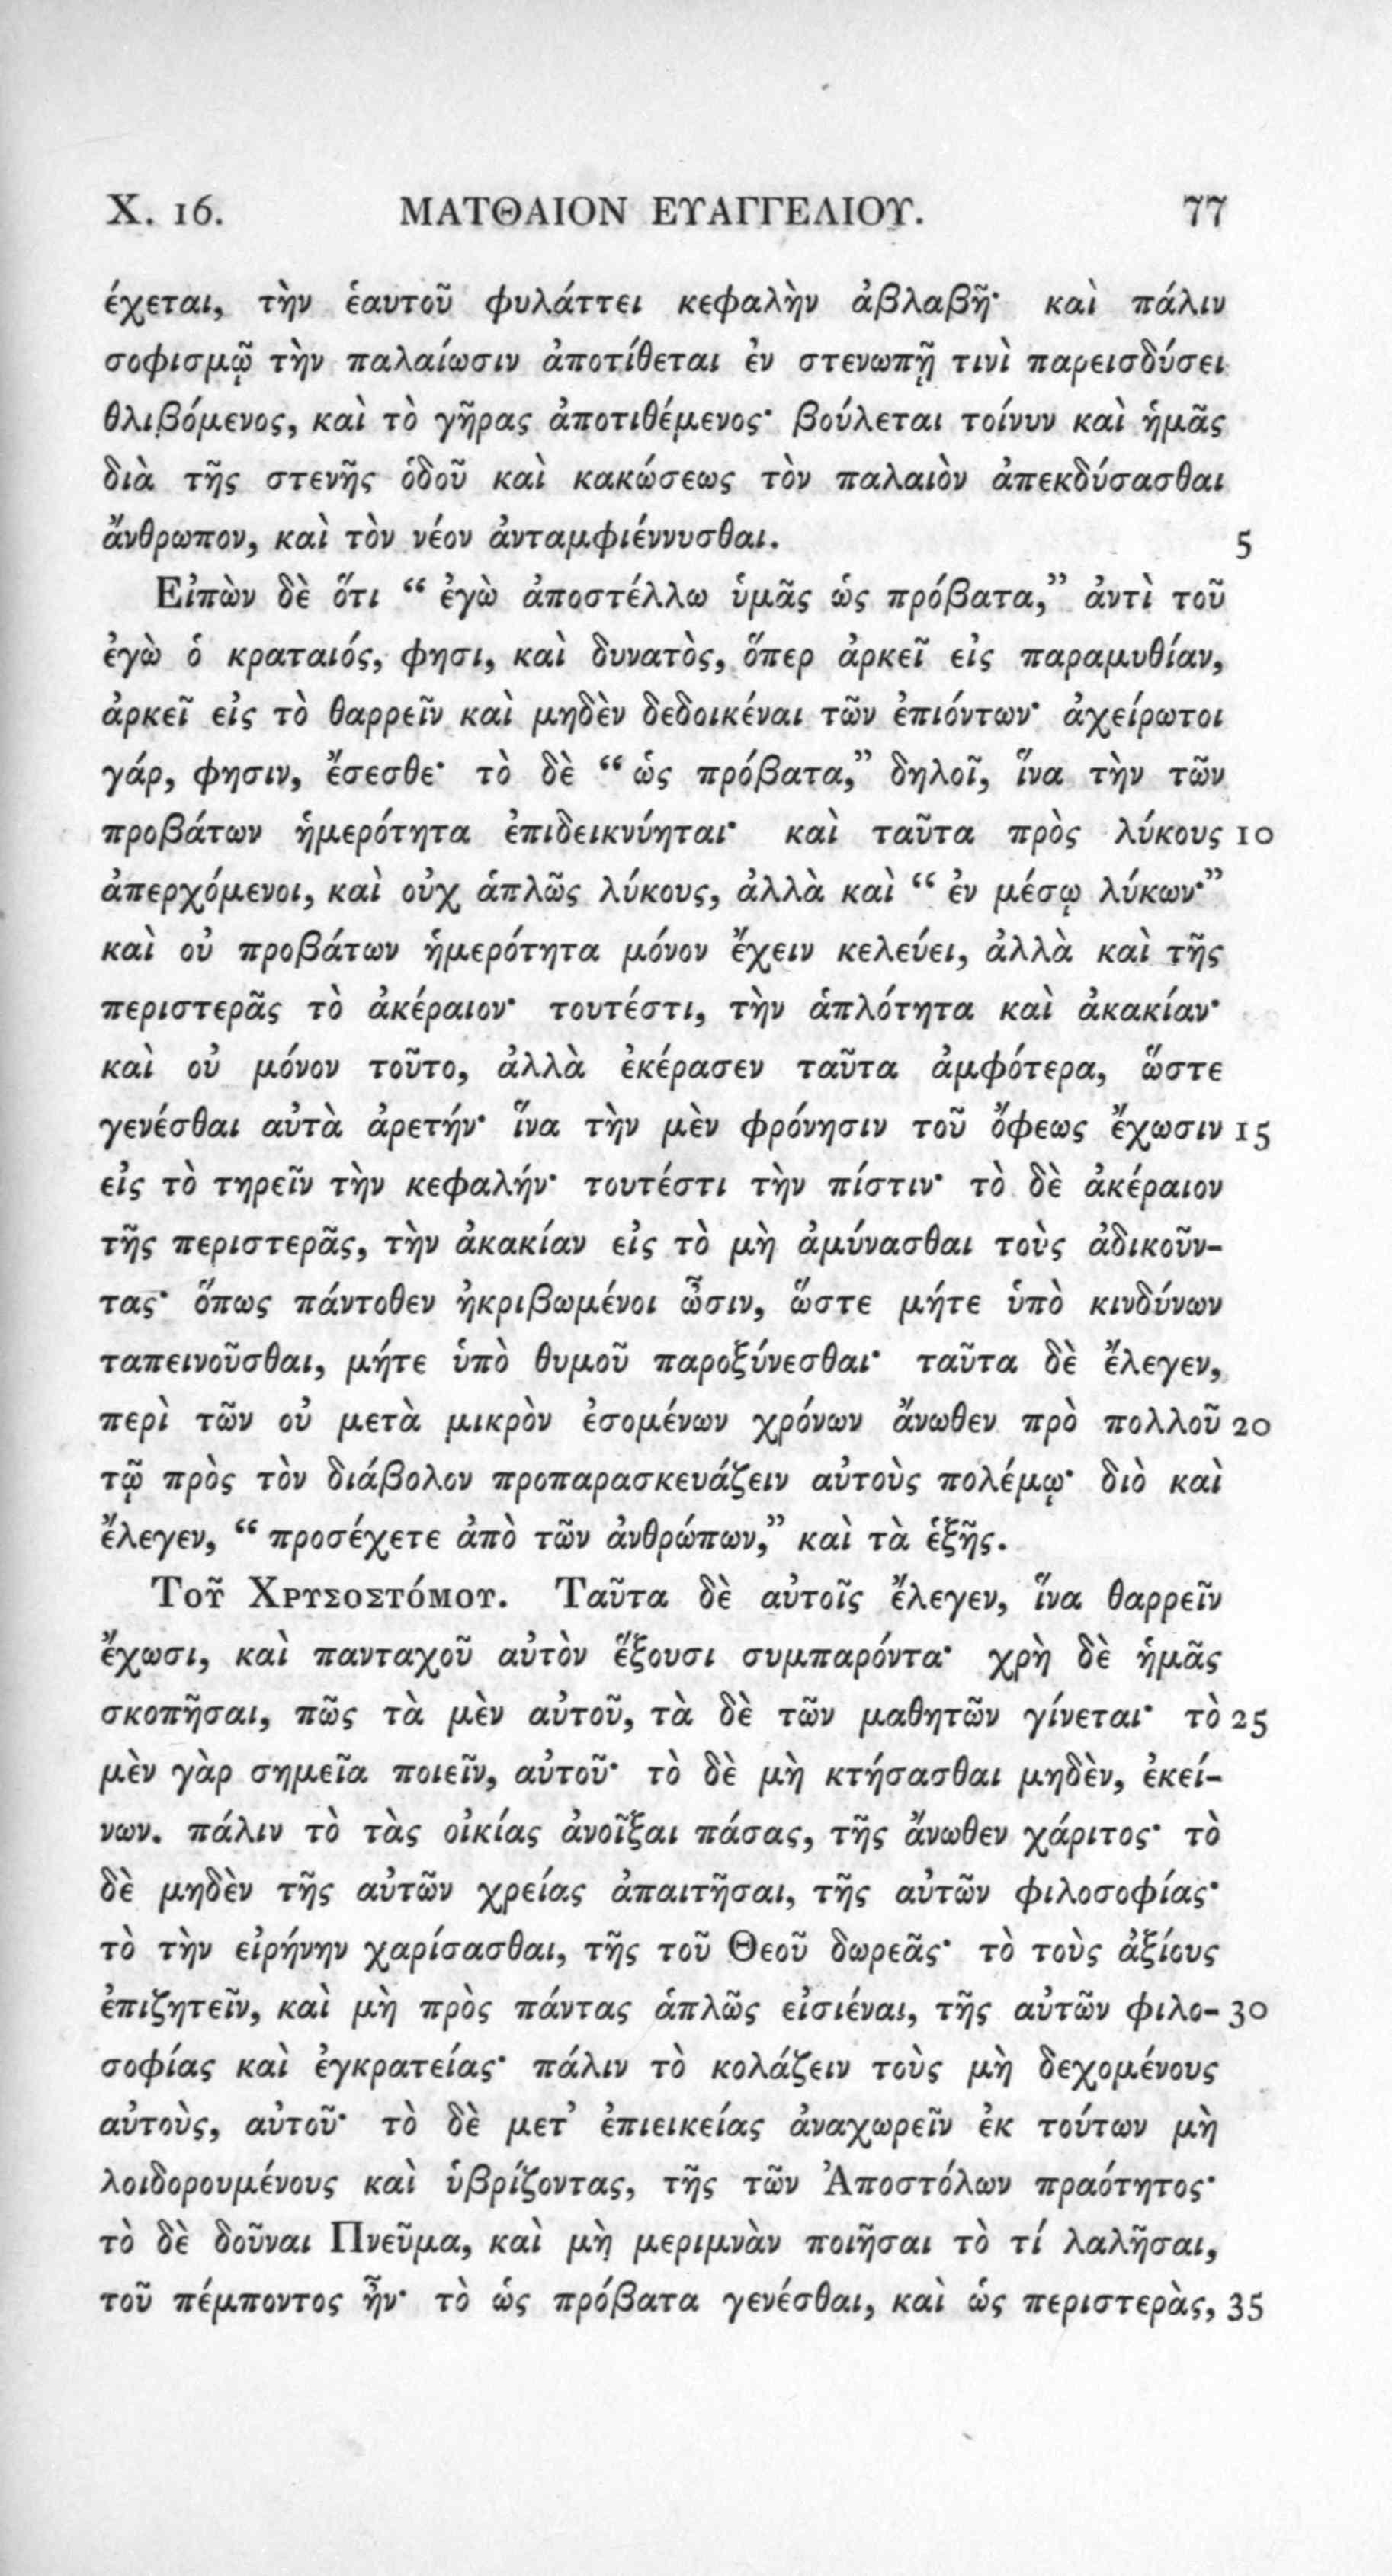 X. 16. ΜΑΤΘΑΙΟΝ ΕΥΑΓΓΕΛΙΟΥ. 77
έχεται, τὴν ἑαυτοῦ φυλάττει κεφαλὴν ἀβλαβῆ· καὶ πάλιν
σοφισμῷ τὴν παλαίωσιν ἀποτίθεται ἐν στενωπῇ τινὶ παρεισδύσει
θλιβόμενος, καὶ τὸ γῆρας ἀποτιθέμενος· βούλεται τοίνυν καὶ ἡμᾶς
διὰ τῆς στενῆς ὁδοῦ καὶ κακώσεως τὸν παλαιὸν ἀπεκδύσασθαι
ἄνθρωπον, καὶ τὸν νέον ἀνταμφιέννυσθαι. 5
Εἰπὼν δὲ ὅτι “ ἐγὼ ἀποστέλλω ὑμᾶς ὡς πρόβατα,” ἀντὶ τοῦ
ἐγὼ ὁ κραταιός, φησι, καὶ δυνατὸς, ὅπερ ἀρκεῖ εἰς παραμυθίαν,
ἀρκεῖ εἰς τὸ θαρρεῖν καὶ μηδὲν δεδοικέναι τῶν ἐπιόντων· ἀχείρωτοι
γάρ, φησιν, ἔσεσθε· τὸ δὲ “ ὡς πρόβατα,” δηλοῖ, ἵνα τὴν τῶν
προβάτων ἡμερότητα ἐπιδεικνύηται· καὶ ταῦτα πρὸς λύκους 10
ἀπερχόμενοι, καὶ οὐχ ἁπλῶς λύκους, ἀλλὰ καὶ “ ἐν μέσῳ λύκων·”
καὶ οὐ προβάτων ἡμερότητα μόνον ἔχειν κελεύει, ἀλλὰ καὶ τῆς
περιστερᾶς τὸ ἀκέραιον· τουτέστι, τὴν ἁπλότητα καὶ ἀκακίαν·
καὶ οὐ μόνον τοῦτο, ἀλλὰ ἐκέρασεν ταῦτα ἀμφότερα, ὥστε
γενέσθαι αὐτὰ ἀρετήν· ἵνα τὴν μὲν φρόνησιν τοῦ ὄφεως ἔχωσιν 15
εἰς τὸ τηρεῖν τὴν κεφαλήν· τουτέστι τὴν πίστιν· τὸ δὲ ἀκέραιον
τῆς περιστερᾶς, τὴν ἀκακίαν εἰς τὸ μὴ ἀμύνασθαι τοὺς ἀδικοῦν-
τας· ὅπως πάντοθεν ἠκριβωμένοι ὦσιν, ὥστε μήτε ὑπὸ κινδύνων
ταπεινοῦσθαι, μήτε ὑπὸ θυμοῦ παροξύνεσθαι· ταῦτα δὲ ἔλεγεν,
περὶ τῶν οὐ μετὰ μικρὸν ἐσομένων χρόνων ἄνωθεν πρὸ πολλοῦ 20
τῷ πρὸς τὸν διάβολον προπαρασκευάζειν αὐτοὺς πολέμῳ· διὸ καὶ
ἔλεγεν, “ προσέχετε ἀπὸ τῶν ἀνθρώπων,” καὶ τὰ ἑξῆς.
Τοῦ Χρυσοστόμου. Ταῦτα δὲ αὐτοῖς ἔλεγεν, ἵνα θαρρεῖν
ἔχωσι, καὶ πανταχοῦ αὐτὸν ἕξουσι συμπαρόντα· χρὴ δὲ ἡμᾶς
σκοπῆσαι, πῶς τὰ μὲν αὐτοῦ, τὰ δὲ τῶν μαθητῶν γίνεται· τὸ 25
μὲν γὰρ σημεῖα ποιεῖν, αὐτοῦ· τὸ δὲ μὴ κτήσασθαι μηδὲν, ἐκεί-
νων. πάλιν τὸ τὰς οἰκίας ἀνοῖξαι πάσας, τῆς ἄνωθεν χάριτος· τὸ
δὲ μηδὲν τῆς αὐτῶν χρείας ἀπαιτῆσαι, τῆς αὐτῶν φιλοσοφίας·
τὸ τὴν εἰρήνην χαρίσασθαι, τῆς τοῦ Θεοῦ δωρεᾶς· τὸ τοὺς ἀξίους
ἐπιζητεῖν, καὶ μὴ πρὸς πάντας ἁπλῶς εἰσιέναι, τῆς αὐτῶν φιλο- 30
σοφίας καὶ ἐγκρατείας· πάλιν τὸ κολάζειν τοὺς μὴ δεχομένους
αὐτοὺς, αὐτοῦ· τὸ δὲ μετ’ ἐπιεικείας ἀναχωρεῖν ἐκ τούτων μὴ
λοιδορουμένους καὶ ὑβρίζοντας, τῆς τῶν Ἀποστόλων πραότητος·
τὸ δὲ δοῦναι Πνεῦμα, καὶ μὴ μεριμνὰν ποιῆσαι τὸ τί λαλῆσαι,
τοῦ πέμποντος ἦν· τὸ ὡς πρόβατα γενέσθαι, καὶ ὡς περιστερὰς, 35